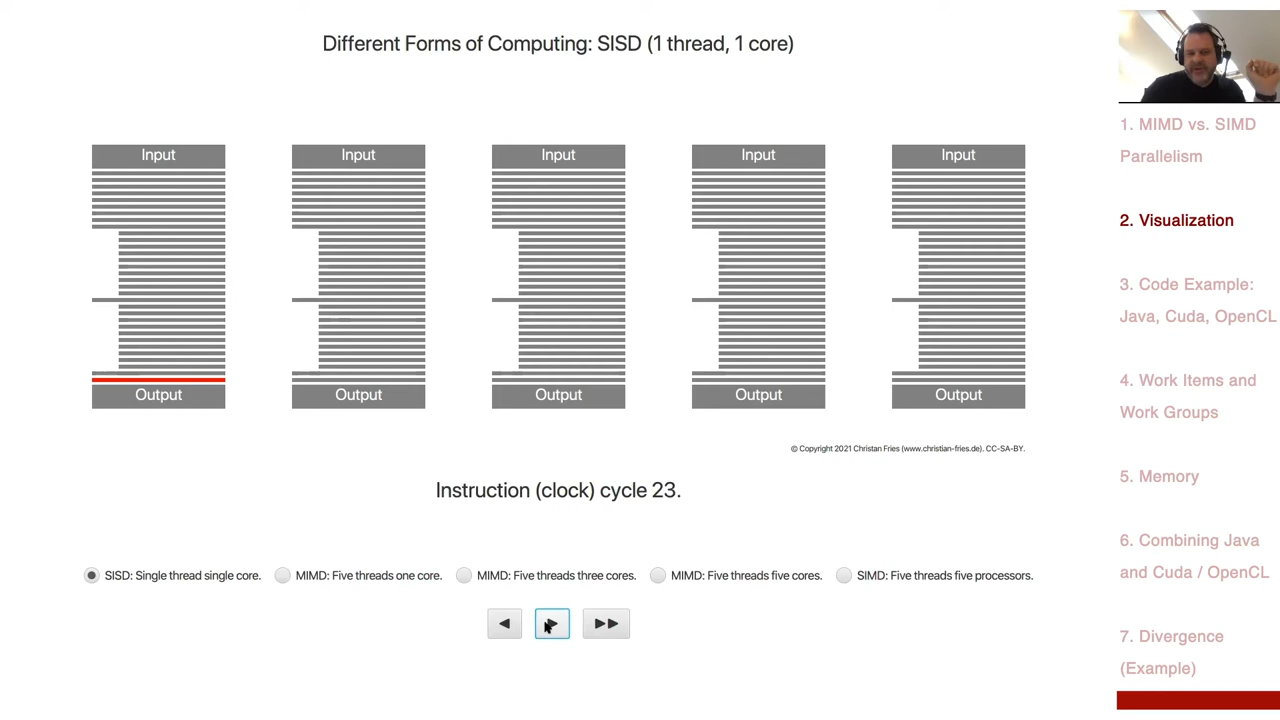 Different Forms of Computing: SISD (1 thread, 1 core)
Input Input Input Input Input
Output Output Output Output Output
© Copyright 2021 Christan Fries (www.christian-fries.de). CC-SA-BY.
Instruction (clock) cycle 23.
SISD: Single thread single core. MIMD: Five threads one core. MIMD: Five threads three cores. MIMD: Five threads five cores. SIMD: Five threads five processors.
1. MIMD vs. SIMD
Parallelism
2. Visualization
3. Code Example:
Java, Cuda, OpenCL
4. Work Items and
Work Groups
5. Memory
6. Combining Java
and Cuda / OpenCL
7. Divergence
(Example)